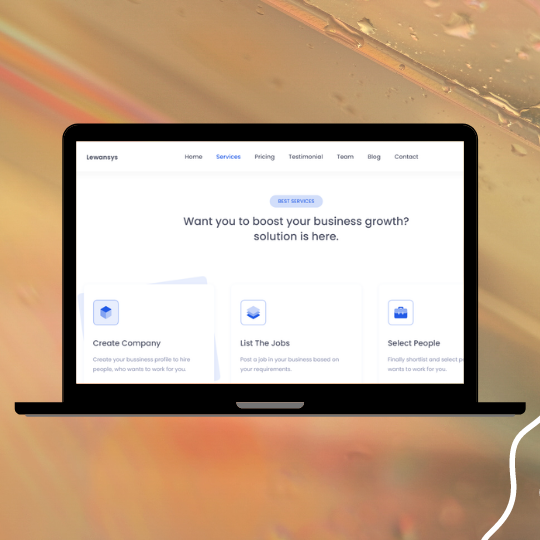 Lewansys
Home Services Pricing Testimonial Team Blog Contact
BEST SERVICES
Want you to boost your business growth?
solution is here.
Create Company
Create your bussiness profile to hire
people, who wants to work for you.
List The Jobs
Post a job in your business based on
your requirements.
Select People
Finally shortlist and select
wants to work for you.